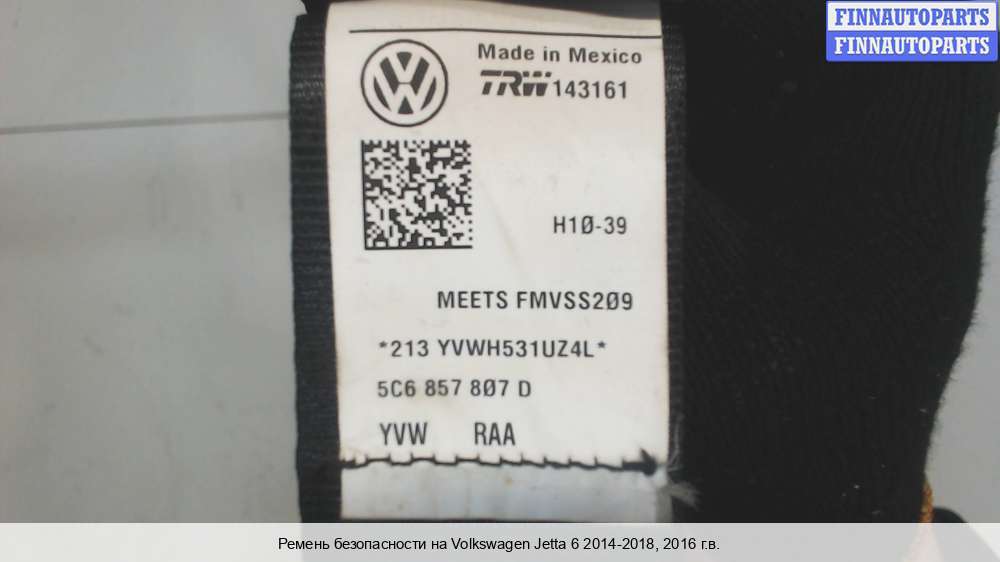 FINNAUTOPARTS
FINNAUTOPARTS
Made in Mexico
TRW 143161
H10-39
MEETS FMVSS209
*213 YVWH531UZ4L*
5C6 857 807 D
YVW RAA
Ремень безопасности на Volkswagen Jetta 6 2014-2018, 2016 г.в.